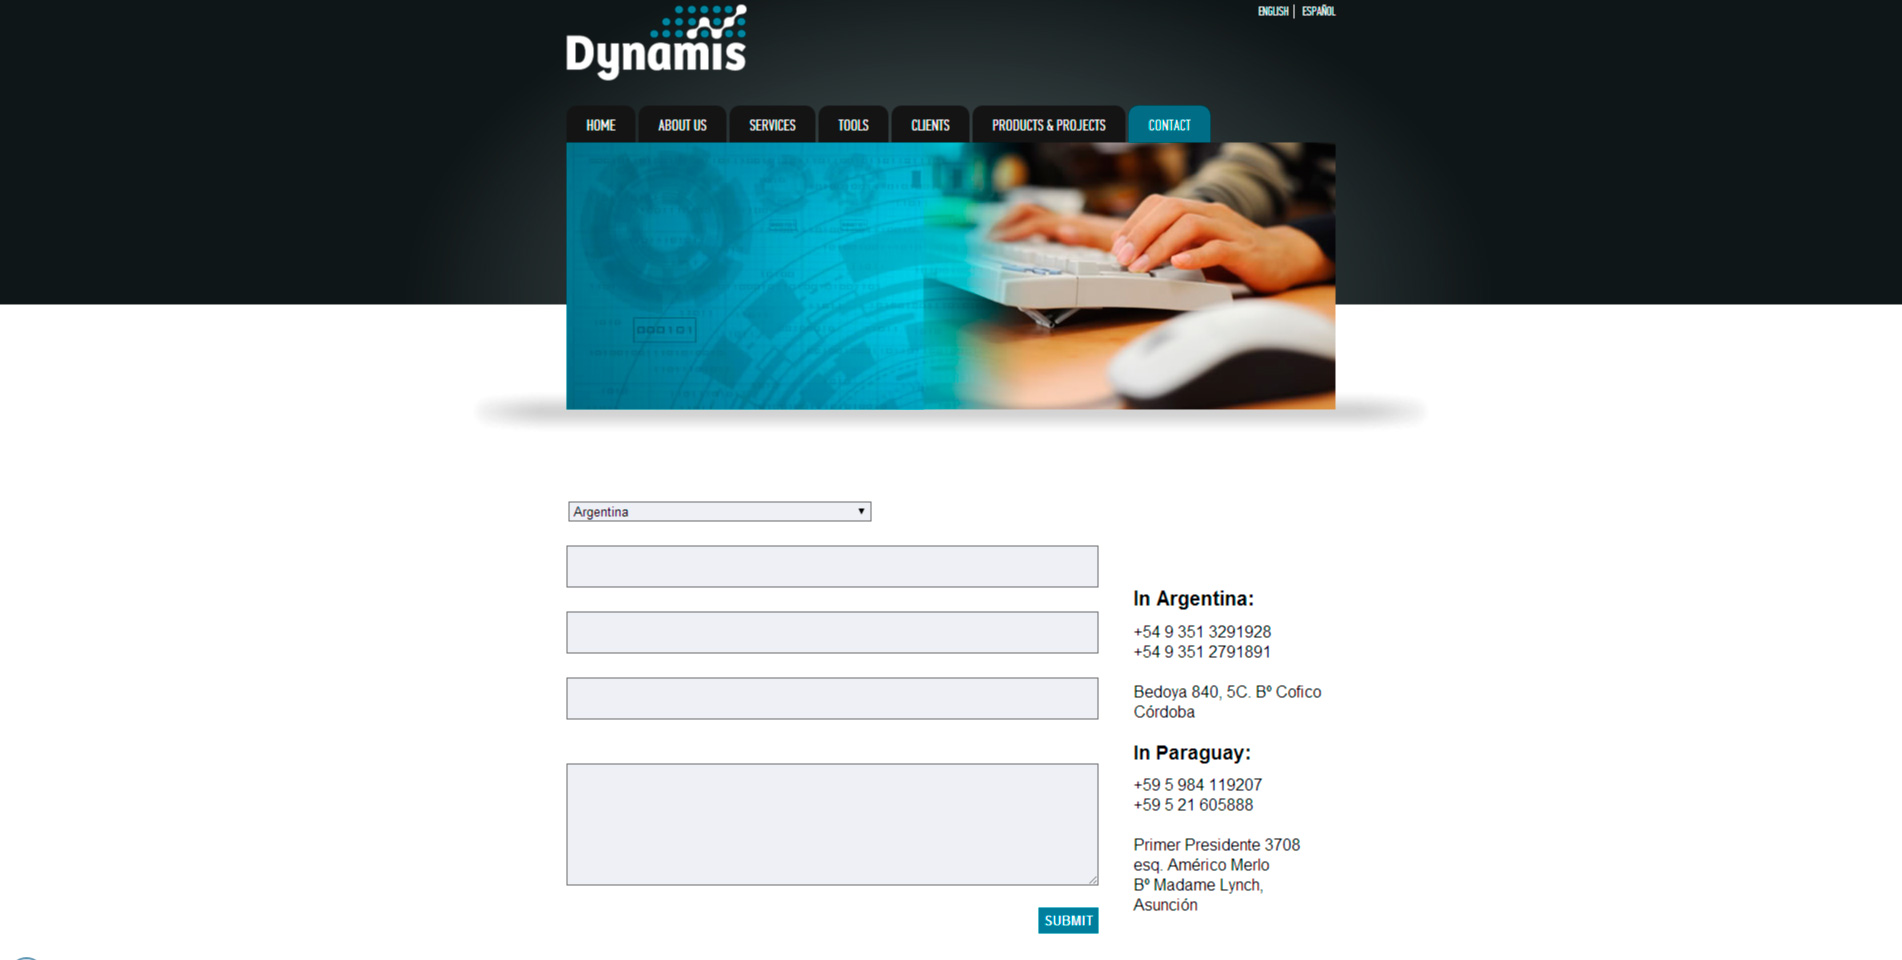 Dynamis
ENGLISH | ESPAÑOL
HOME
ABOUT US
SERVICES
TOOLS
CLIENTS
PRODUCTS & PROJECTS
CONTACT
000101
Argentina
In Argentina:
+54 9 351 3291928
+54 9 351 2791891
Bedoya 840, 5C. Bº Cofico
Córdoba
In Paraguay:
+59 5 984 119207
+59 5 21 605888
Primer Presidente 3708
esq. Américo Merlo
Bº Madame Lynch,
Asunción
SUBMIT